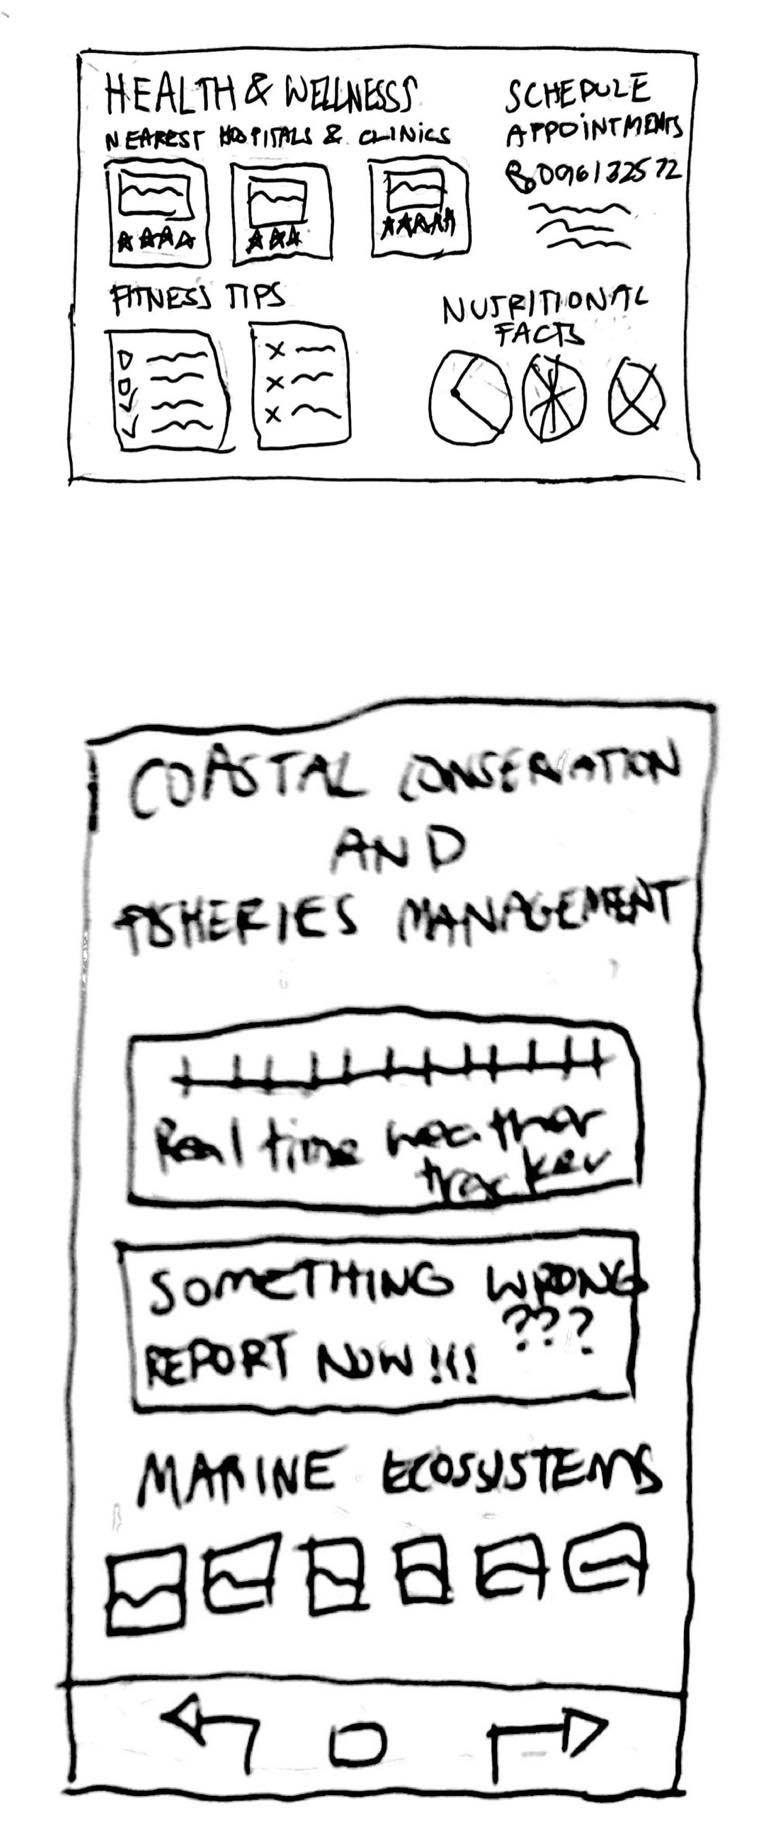 HEALTH & WELLNESS
NEAREST HOSPITALS & CLINICS
SCHEDULE
APPOINTMENTS
096132572
FITNESS TIPS
NUTRITIONAL
FACTS
COASTAL CONSERVATION
AND
FISHERIES MANAGEMENT
Real time weather
tracker
SOMETHING WRONG
???
REPORT NOW!!!
MARINE ECOSYSTEMS